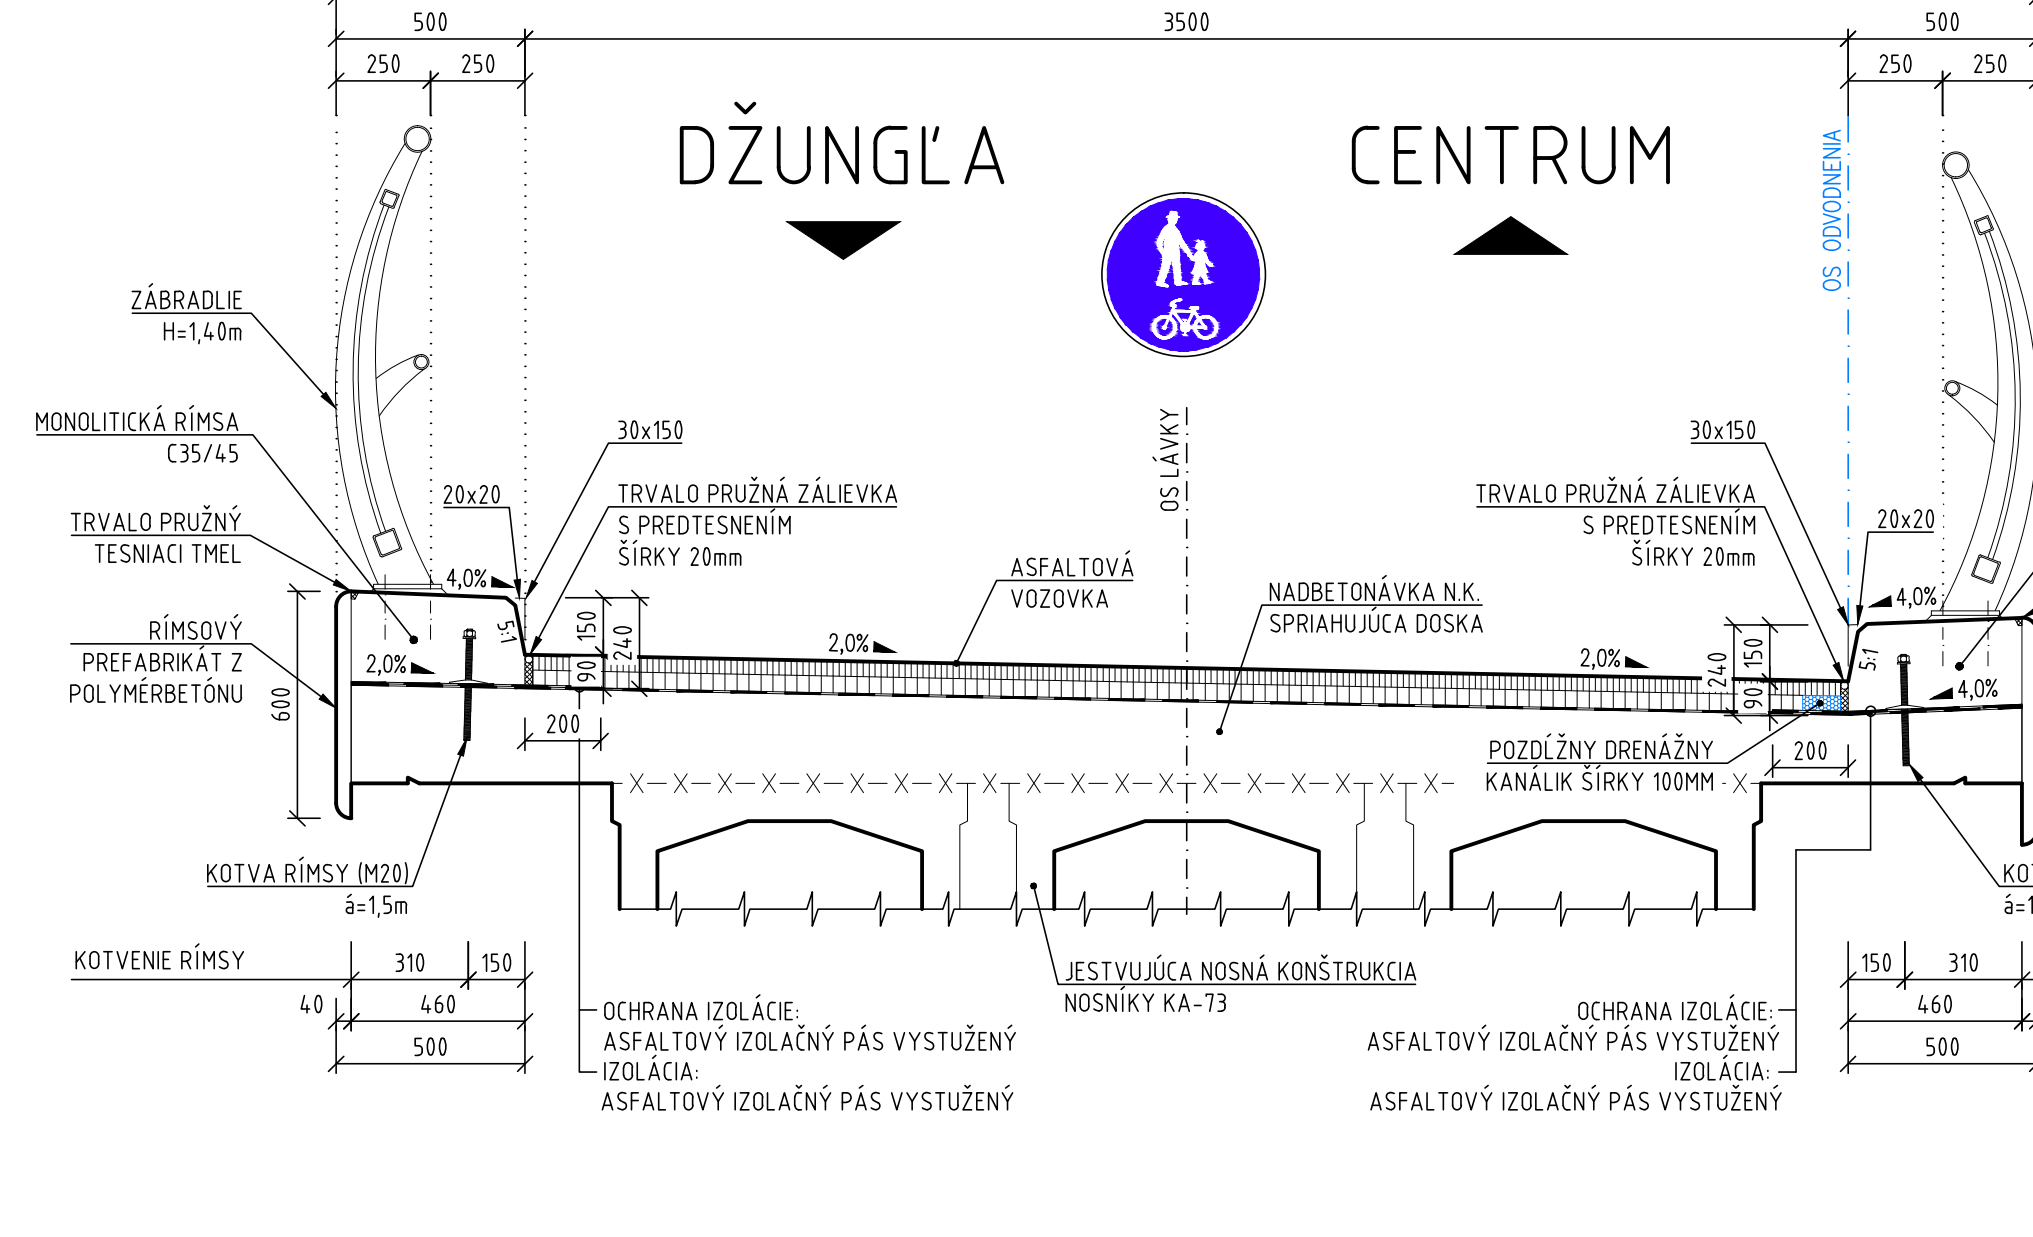 500
3500
500
250
250
250
250
DŽUNGĽA
CENTRUM
OS ODVODNENIA
ZÁBRADLIE
H=1,40m
MONOLITICKÁ RÍMSA
C35/45
30x150
30x150
OS LÁVKY
20x20
TRVALO PRUŽNÁ ZÁLIEVKA
S PREDTESNENÍM
ŠÍRKY 20mm
TRVALO PRUŽNÁ ZÁLIEVKA
S PREDTESNENÍM
ŠÍRKY 20mm
20x20
TRVALO PRUŽNÝ
TESNIACI TMEL
4,0%
ASFALTOVÁ
VOZOVKA
NADBETONÁVKA N.K.
SPRIAHUJÚCA DOSKA
4,0%
RÍMSOVÝ
PREFABRIKÁT Z
POLYMÉRBETÓNU
5:1
150
240
90
2,0%
2,0%
2,0%
240
150
90
5:1
4,0%
600
200
200
POZDĹŽNY DRENÁŽNY
KANÁLIK ŠÍRKY 100MM
KOTVA RÍMSY (M20)
á=1,5m
KO
á=1
KOTVENIE RÍMSY
310
150
150
310
JESTVUJÚCA NOSNÁ KONŠTRUKCIA
NOSNÍKY KA-73
40
460
460
500
500
OCHRANA IZOLÁCIE:
ASFALTOVÝ IZOLAČNÝ PÁS VYSTUŽENÝ
IZOLÁCIA:
ASFALTOVÝ IZOLAČNÝ PÁS VYSTUŽENÝ
OCHRANA IZOLÁCIE:
ASFALTOVÝ IZOLAČNÝ PÁS VYSTUŽENÝ
IZOLÁCIA:
ASFALTOVÝ IZOLAČNÝ PÁS VYSTUŽENÝ